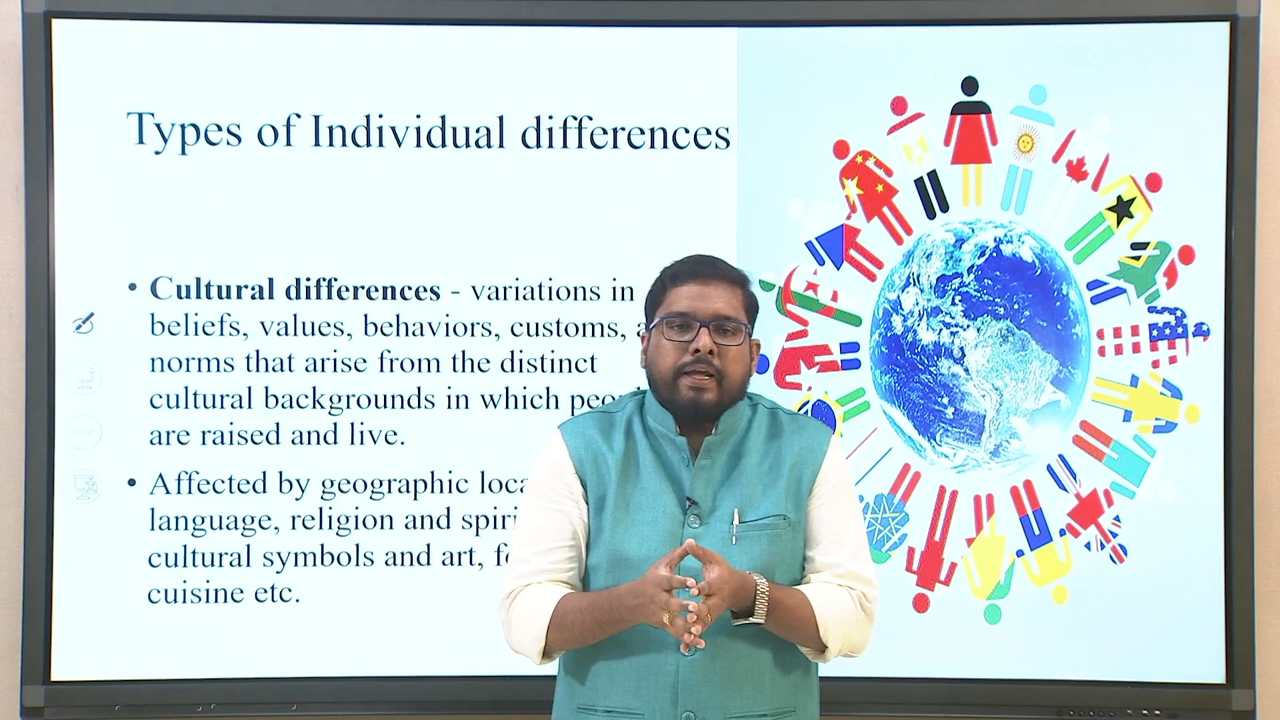 Types of Individual differences
• Cultural differences - variations in
beliefs, values, behaviors, customs,
norms that arise from the distinct
cultural backgrounds in which
are raised and live.
• Affected by geographic
language, religion and
cultural symbols and art,
cuisine etc.